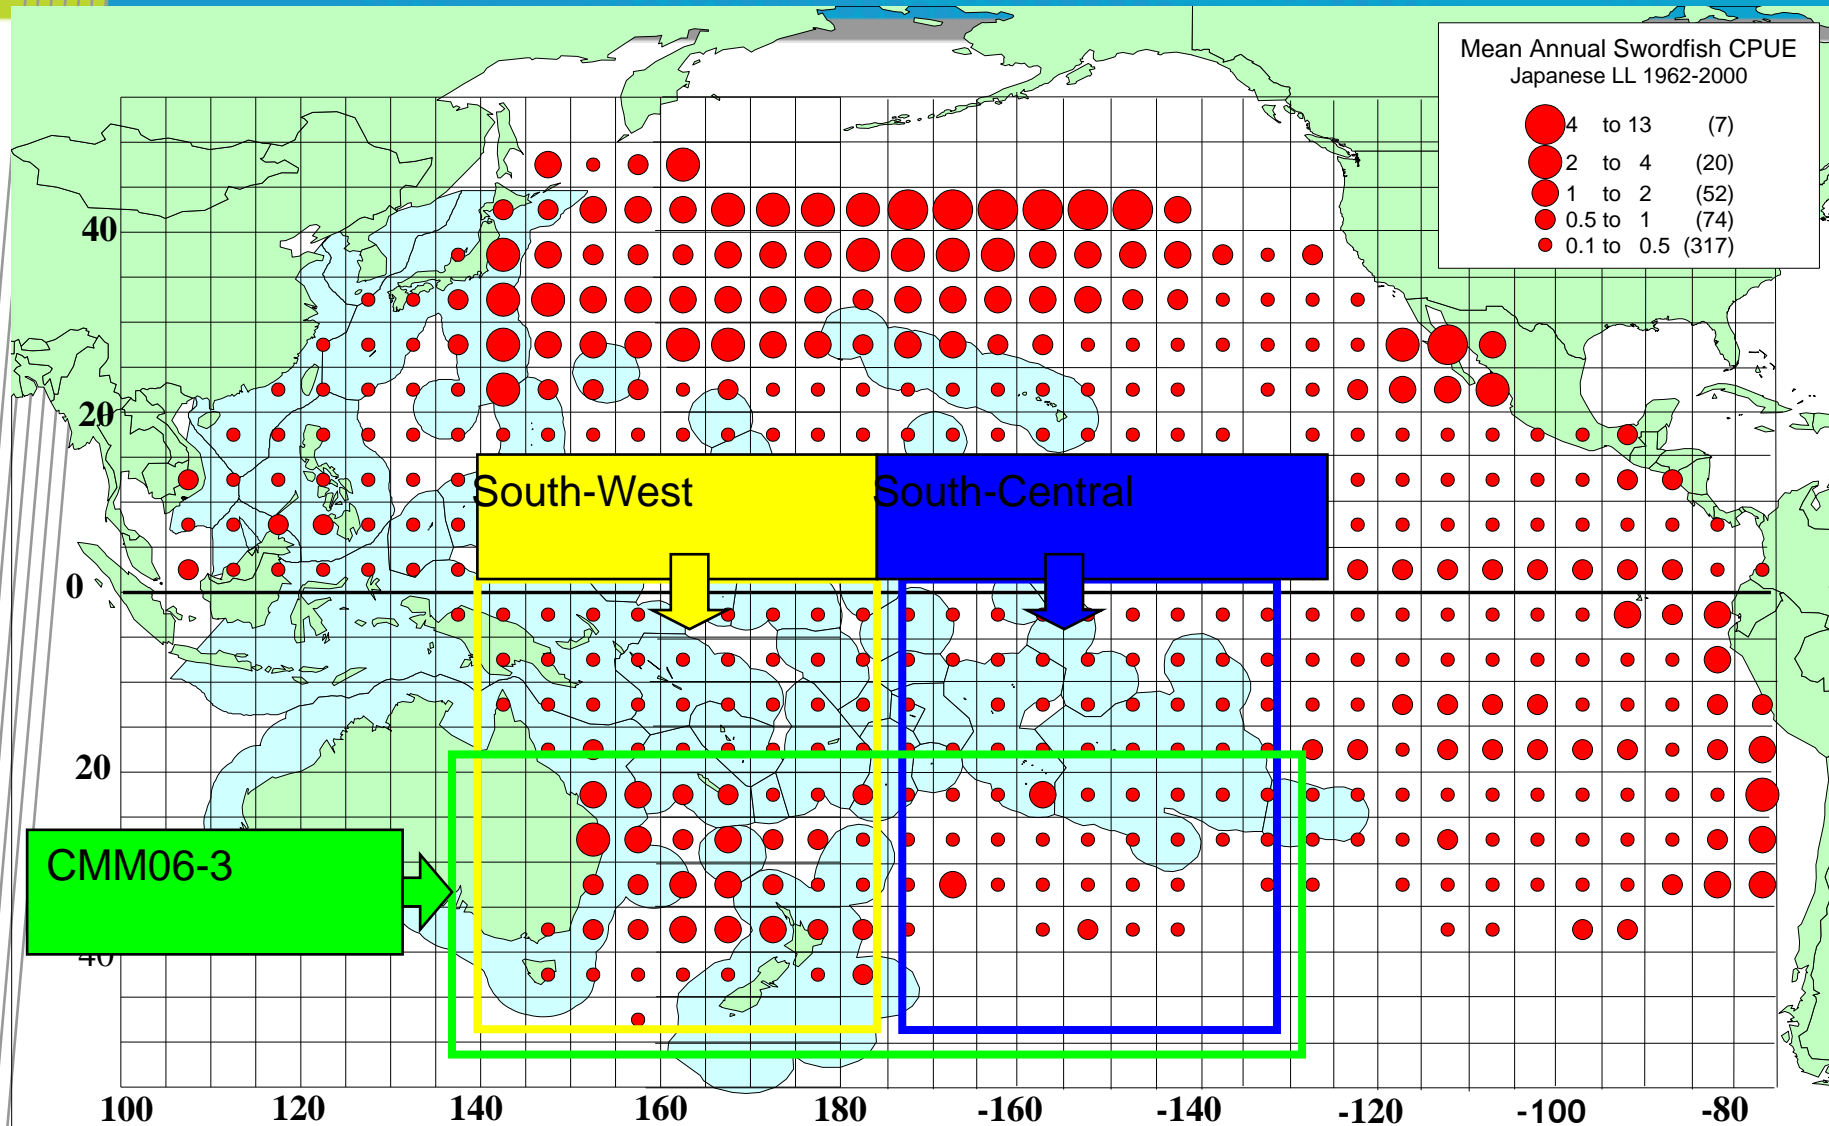 Mean Annual Swordfish CPUE
Japanese LL 1962-2000
4 to 13 (7)
2 to 4 (20)
1 to 2 (52)
0.5 to 1 (74)
0.1 to 0.5 (317)
40
20
South-West
South-Central
0
20
CMM06-3
40
100 120 140 160 180 -160 -140 -120 -100 -80